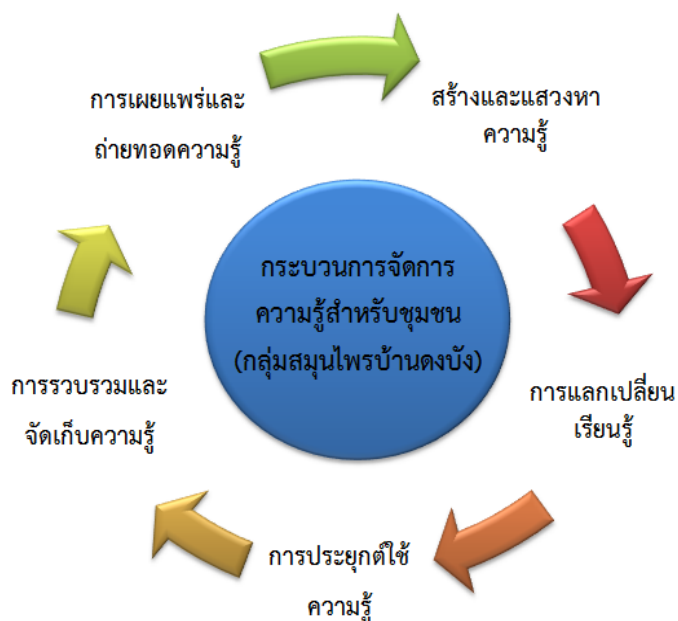 การเผยแพร่และ
ถ่ายทอดความรู้
สร้างและแสวงหา
ความรู้
กระบวนการจัดการ
ความรู้สำหรับชุมชน
(กลุ่มสมุนไพรบ้านดงบัง)
การรวบรวมและ
จัดเก็บความรู้
การแลกเปลี่ยน
เรียนรู้
การประยุกต์ใช้
ความรู้